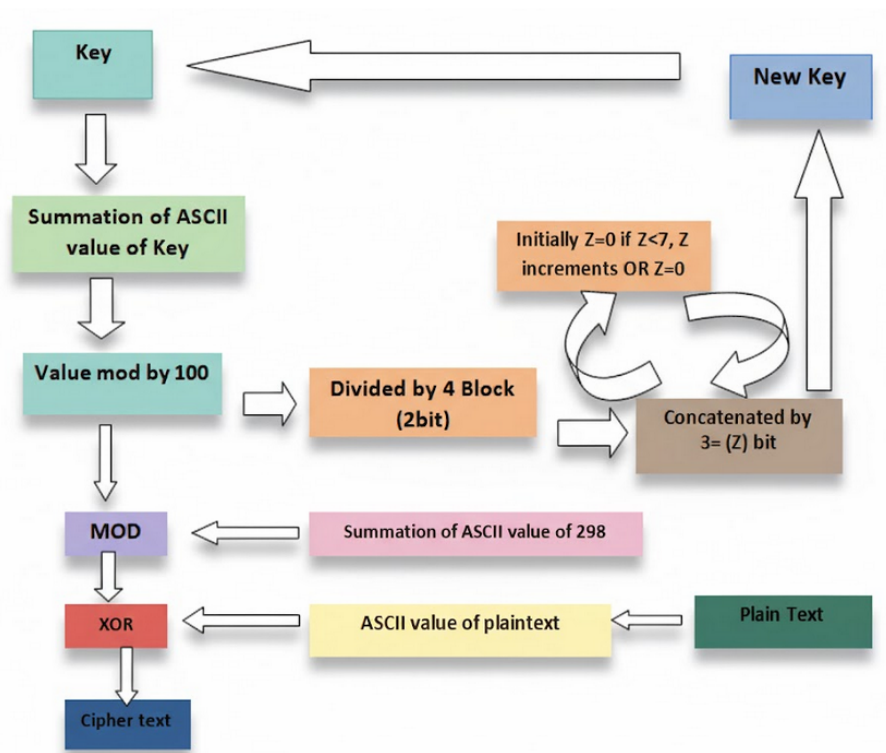 Key
New Key
Summation of ASCII
value of Key
Initially Z=0 if Z<7, Z
increments OR Z=0
Value mod by 100
Divided by 4 Block
(2bit)
Concatenated by
3= (Z) bit
MOD
Summation of ASCII value of 298
XOR
ASCII value of plaintext
Plain Text
Cipher text